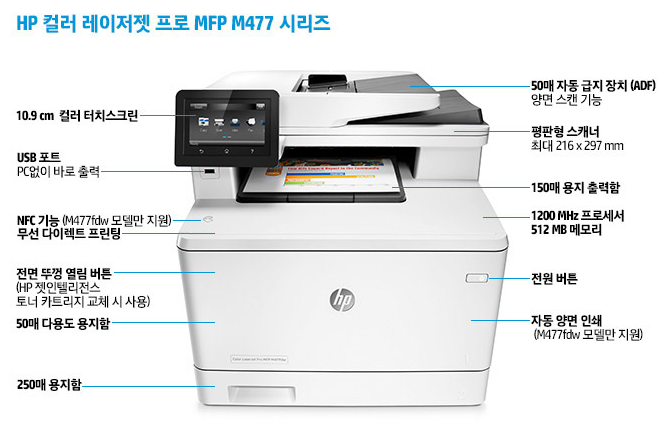 HP 컬러 레이저젯 프로 MFP M477 시리즈
10.9 cm 컬러 터치스크린
USB 포트
PC없이 바로 출력
NFC 기능 (M477fdw 모델만 지원)
무선 다이렉트 프린팅
전면 뚜껑 열림 버튼
(HP 젯인텔리전스
토너 카트리지 교체 시 사용)
50매 다용도 용지함
250매 용지함
50매 자동 급지 장치 (ADF)
양면 스캔 기능
평판형 스캐너
최대 216 x 297 mm
150매 용지 출력함
1200 MHz 프로세서
512 MB 메모리
전원 버튼
자동 양면 인쇄
(M477fdw 모델만 지원)
hp
Color LaserJet Pro MFP M477fdw